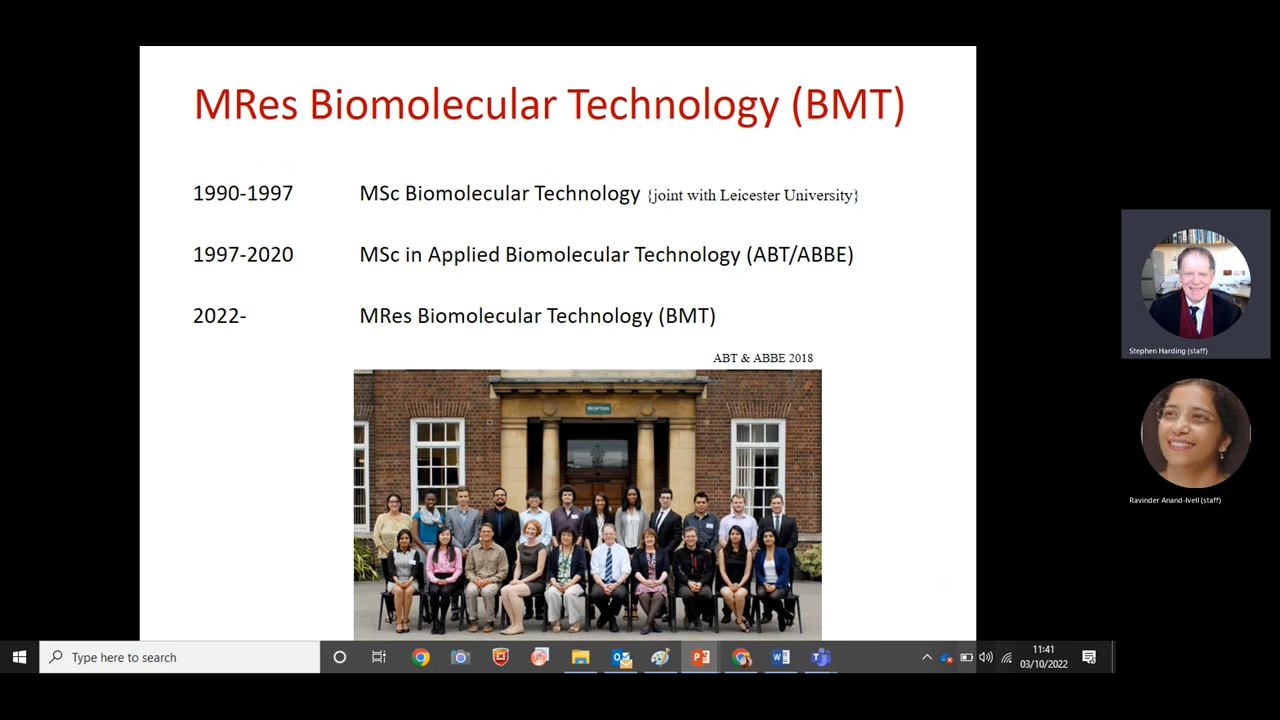 MRes Biomolecular Technology (BMT)
1990-1997 MSc Biomolecular Technology {joint with Leicester University}
1997-2020 MSc in Applied Biomolecular Technology (ABT/ABBE)
2022- MRes Biomolecular Technology (BMT)
ABT & ABBE 2018
RECEPTION
Stephen Harding (staff)
Ravinder Anand-Ivell (staff)
Type here to search
11:41
03/10/2022